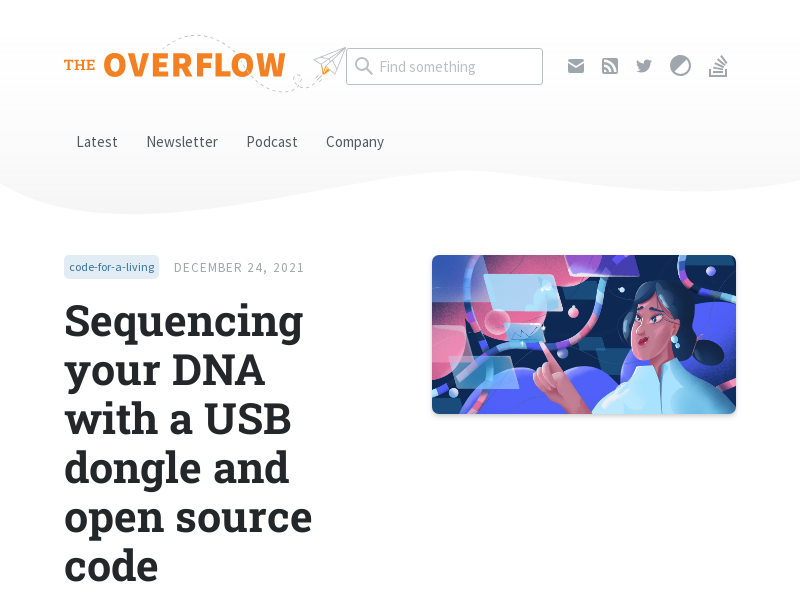 THE OVERFLOW
Find something
Latest Newsletter Podcast Company
code-for-a-living DECEMBER 24, 2021
Sequencing
your DNA
with a USB
dongle and
open source
code